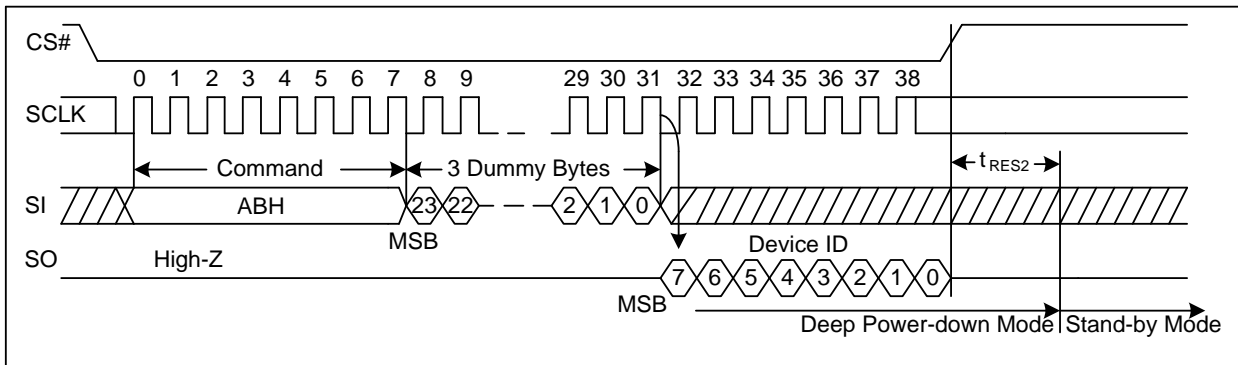 CS#
0 1 2 3 4 5 6 7 8 9 29 30 31 32 33 34 35 36 37 38
SCLK
Command 3 Dummy Bytes tRES2
SI ABH 23 22 2 1 0
MSB Device ID
SO High-Z
7 6 5 4 3 2 1 0
MSB
Deep Power-down Mode Stand-by Mode